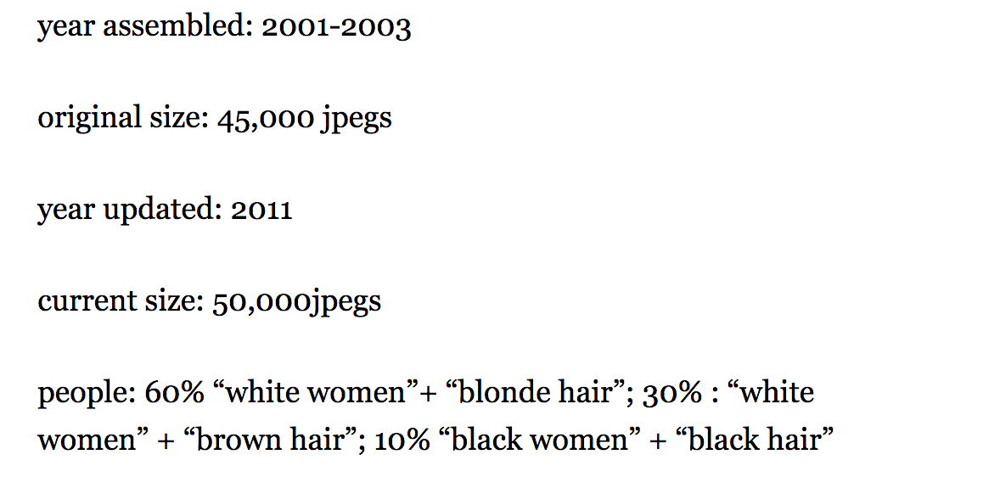 year assembled: 2001-2003
original size: 45,000 jpegs
year updated: 2011
current size: 50,000jpegs
people: 60% “white women”+ “blonde hair”; 30% : “white
women” + “brown hair”; 10% “black women” + “black hair”